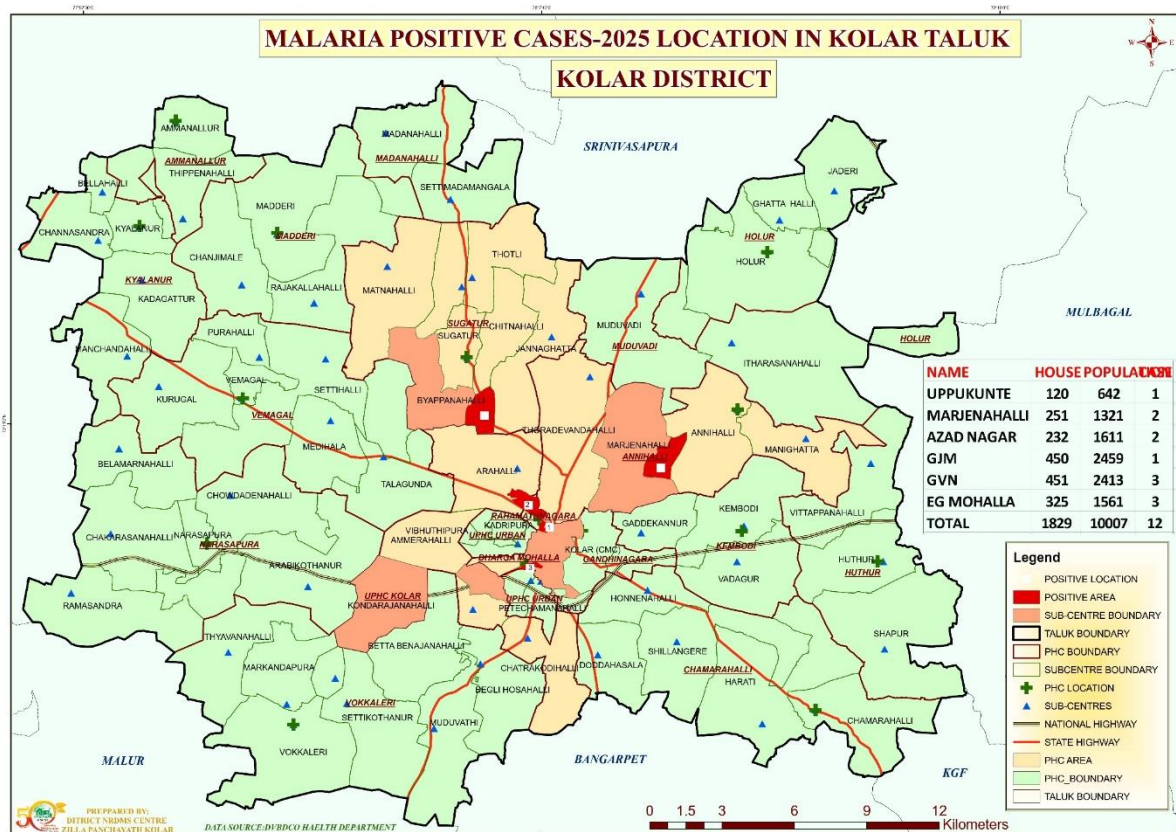 MALARIA POSITIVE CASES-2025 LOCATION IN KOLAR TALUK
KOLAR DISTRICT
N
W E
S
SRINIVASAPURA
MULBAGAL
MALUR
BANGARPET
KGF
AMMANALLUR
AMMANALLUR
THIPPENAHALLI
BELLAHALLI
CHANNASANDRA
MADANAHALLI
MADANAHALLI
SETTIMADAMANGALA
MADDERI
MADDERI
CHANJIMALE
RAJAKALLAHALLI
KYALANUR
KADAGATTUR
JADERI
GHATTA HALLI
HOLUR
HOLUR
HOLUR
THOTLI
MATNAHALLI
SUGATUR
SUGATUR
CHITNAHALLI
JANNAGHATTA
MUDUVADI
MUDUVADI
ITHARASANAHALLI
PURAHALLI
MANCHANDAHALLI
VEMAGAL
VEMAGAL
SETTIHALLI
KURUGAL
MEDIHALA
BYAPPANAHALLI
MARJENAHALLI
ANNIHALLI
ANNIHALLI
MANIGHATTA
ARAHALLI
BELAMARNAHALLI
TALAGUNDA
CHOWDADENAHALLI
KADRIPURA
UPHC URBAN
VIBHUTHIPURA
AMMERAHALLI
DHARGA MOHALLA
KOLAR (CMC)
GANDHINAGARA
GADDEKANNUR
KEMBODI
KEMBODI
VITTAPPANAHALLI
CHAKARASANAHALLI
NARASAPURA
NARASAPURA
ARABIKOTHANUR
UPHC KOLAR
KONDARAJANAHALLI
UPHC URBAN
VADAGUR
HUTHUR
HUTHUR
RAMASANDRA
HONNENAHALLI
THYAVANAHALLI
SETTA BENAJANAHALLI
MARKANDAPURA
CHATRAKODIHALLI
DODDAHASALA
SHILLANGERE
CHAMARAHALLI
HARATI
SHAPUR
BEGLI HOSAHALLI
VOKKALERI
SETTIKOTHANUR
MUDUVATHI
CHAMARAHALLI
VOKKALERI
1
2
3
NAME HOUSE POPULATION
UPPUKUNTE 120 642 1
MARJENAHALLI 251 1321 2
AZAD NAGAR 232 1611 2
GJM 450 2459 1
GVN 451 2413 3
EG MOHALLA 325 1561 3
TOTAL 1829 10007 12
Legend
POSITIVE LOCATION
POSITIVE AREA
SUB-CENTRE BOUNDARY
TALUK BOUNDARY
PHC BOUNDARY
SUBCENTRE BOUNDARY
PHC LOCATION
SUB-CENTRES
NATIONAL HIGHWAY
STATE HIGHWAY
PHC AREA
PHC_BOUNDARY
TALUK BOUNDARY
0 1.5 3 6 9 12
Kilometers
PREPPARED BY:
DITRICT NRDMS CENTRE
ZILLA PANCHAYATH KOLAR
DATA SOURCE:DVBDCO HAELTH DEPARTMENT